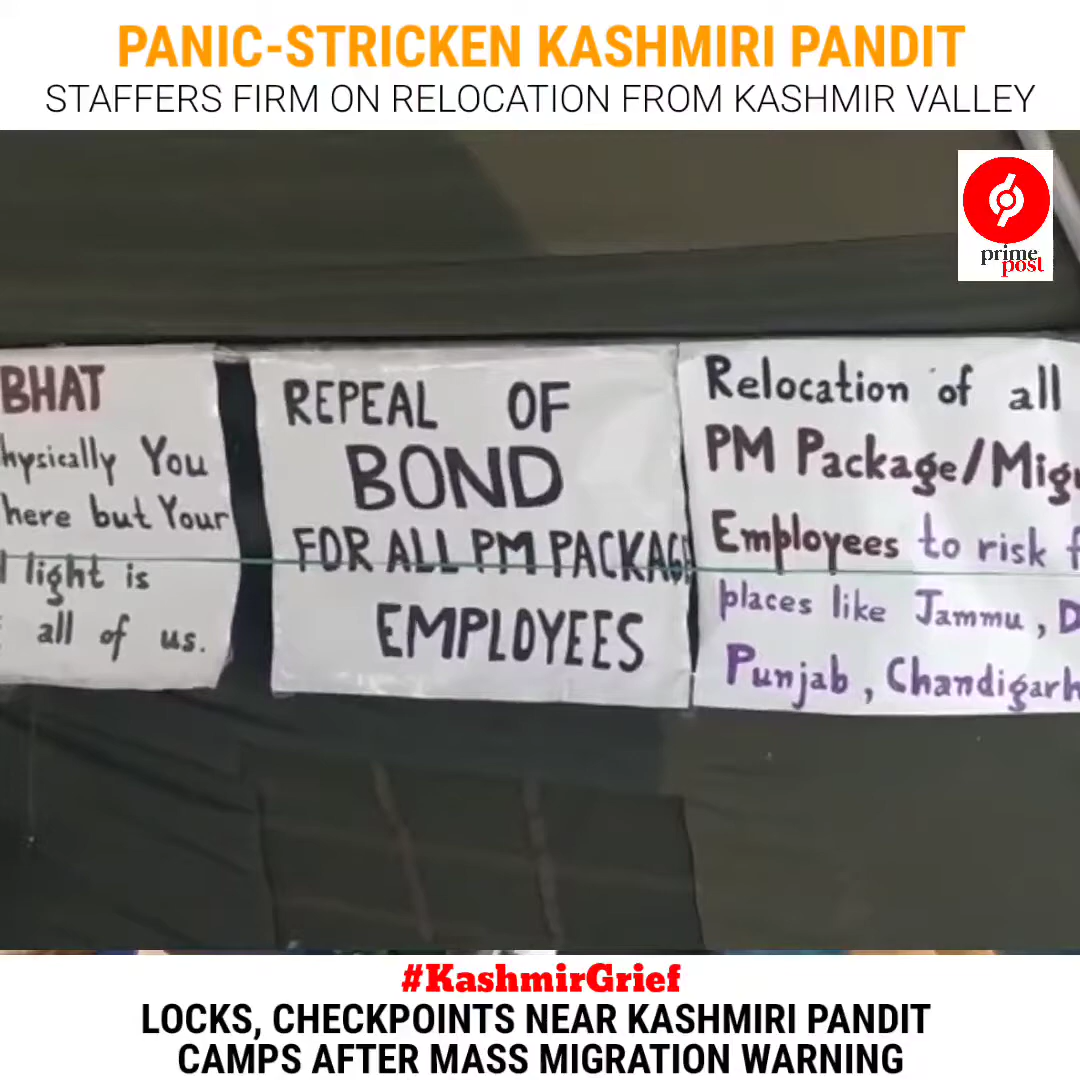 PANIC-STRICKEN KASHMIRI PANDIT
STAFFERS FIRM ON RELOCATION FROM KASHMIR VALLEY
prime
post
BHAT
hysically You
here but Your
light is
all of us.
REPEAL OF
BOND
FOR ALL PM PACKAGE
EMPLOYEES
Relocation of all
PM Package/Mig
Employees to risk f
places like Jammu, D
Punjab, Chandigarh
#KashmirGrief
LOCKS, CHECKPOINTS NEAR KASHMIRI PANDIT
CAMPS AFTER MASS MIGRATION WARNING